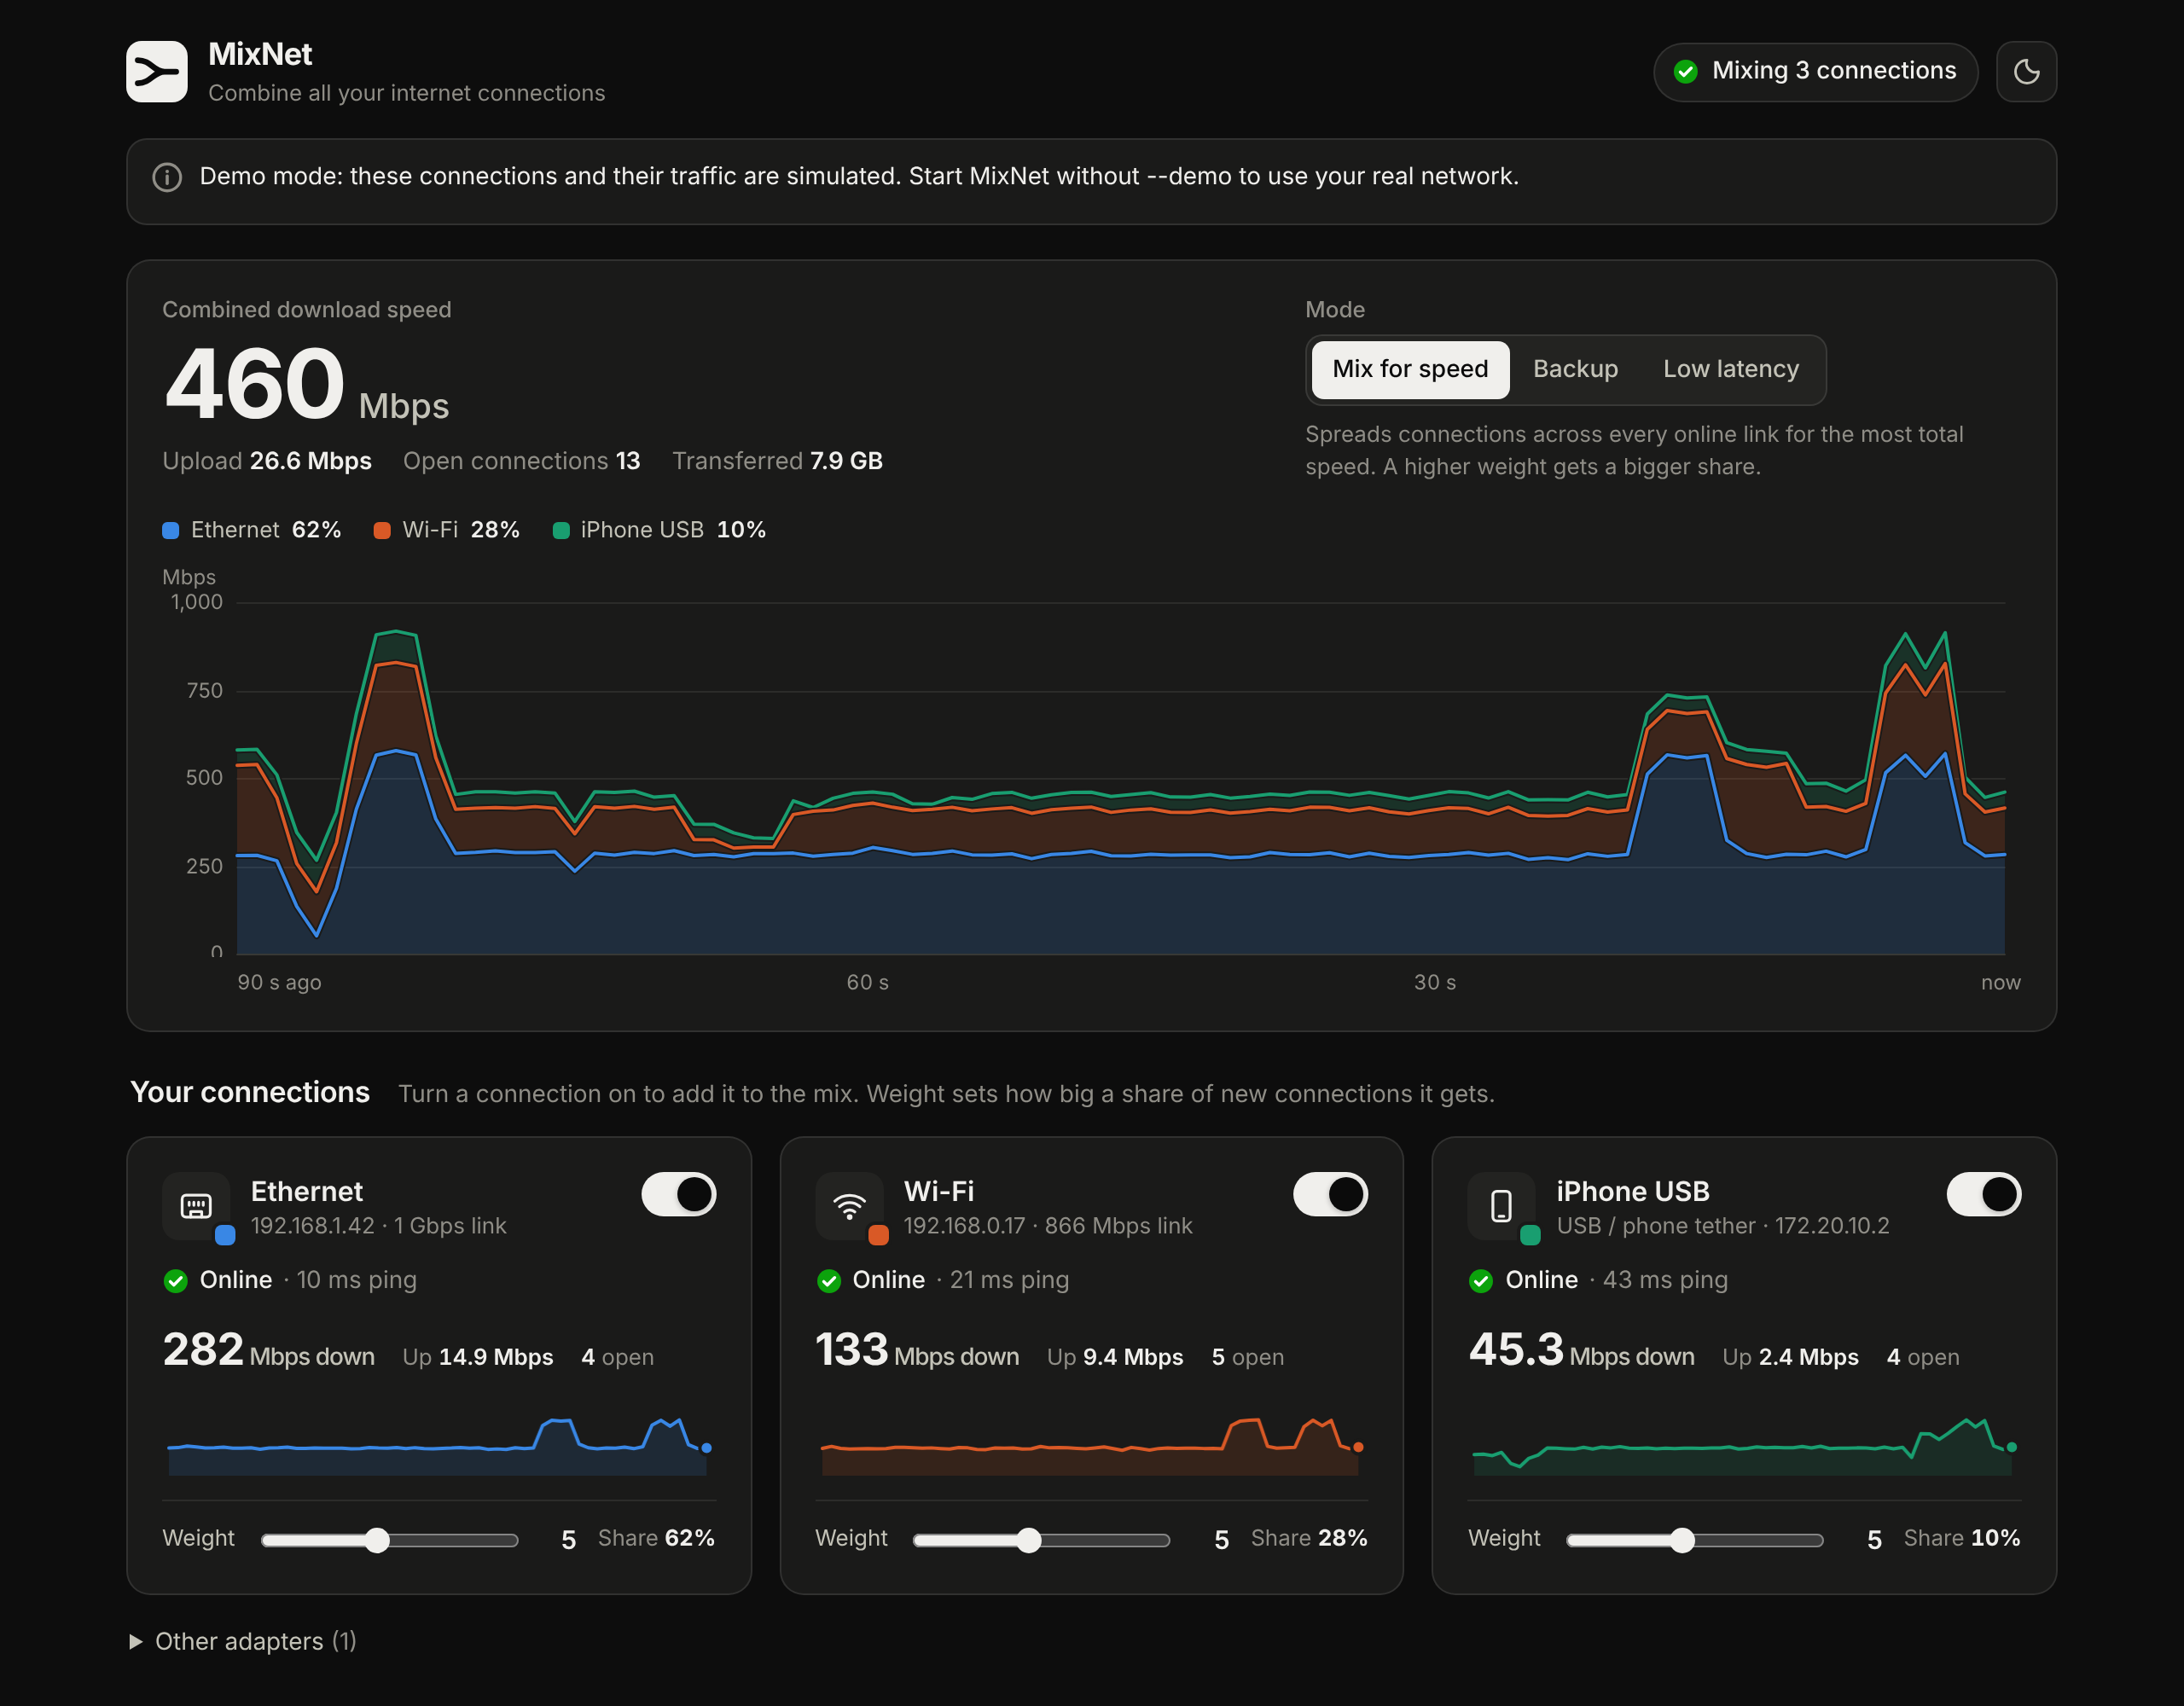 MixNet
Combine all your internet connections
Mixing 3 connections
Demo mode: these connections and their traffic are simulated. Start MixNet without --demo to use your real network.
Combined download speed
460 Mbps
Upload 26.6 Mbps Open connections 13 Transferred 7.9 GB
Mode
Mix for speed Backup Low latency
Spreads connections across every online link for the most total
speed. A higher weight gets a bigger share.
Ethernet 62% Wi-Fi 28% iPhone USB 10%
Mbps
1,000
750
500
250
0
90 s ago 60 s 30 s now
Your connections Turn a connection on to add it to the mix. Weight sets how big a share of new connections it gets.
Ethernet
192.168.1.42 · 1 Gbps link
Online · 10 ms ping
282 Mbps down Up 14.9 Mbps 4 open
Weight 5 Share 62%
Wi-Fi
192.168.0.17 · 866 Mbps link
Online · 21 ms ping
133 Mbps down Up 9.4 Mbps 5 open
Weight 5 Share 28%
iPhone USB
USB / phone tether · 172.20.10.2
Online · 43 ms ping
45.3 Mbps down Up 2.4 Mbps 4 open
Weight 5 Share 10%
Other adapters (1)